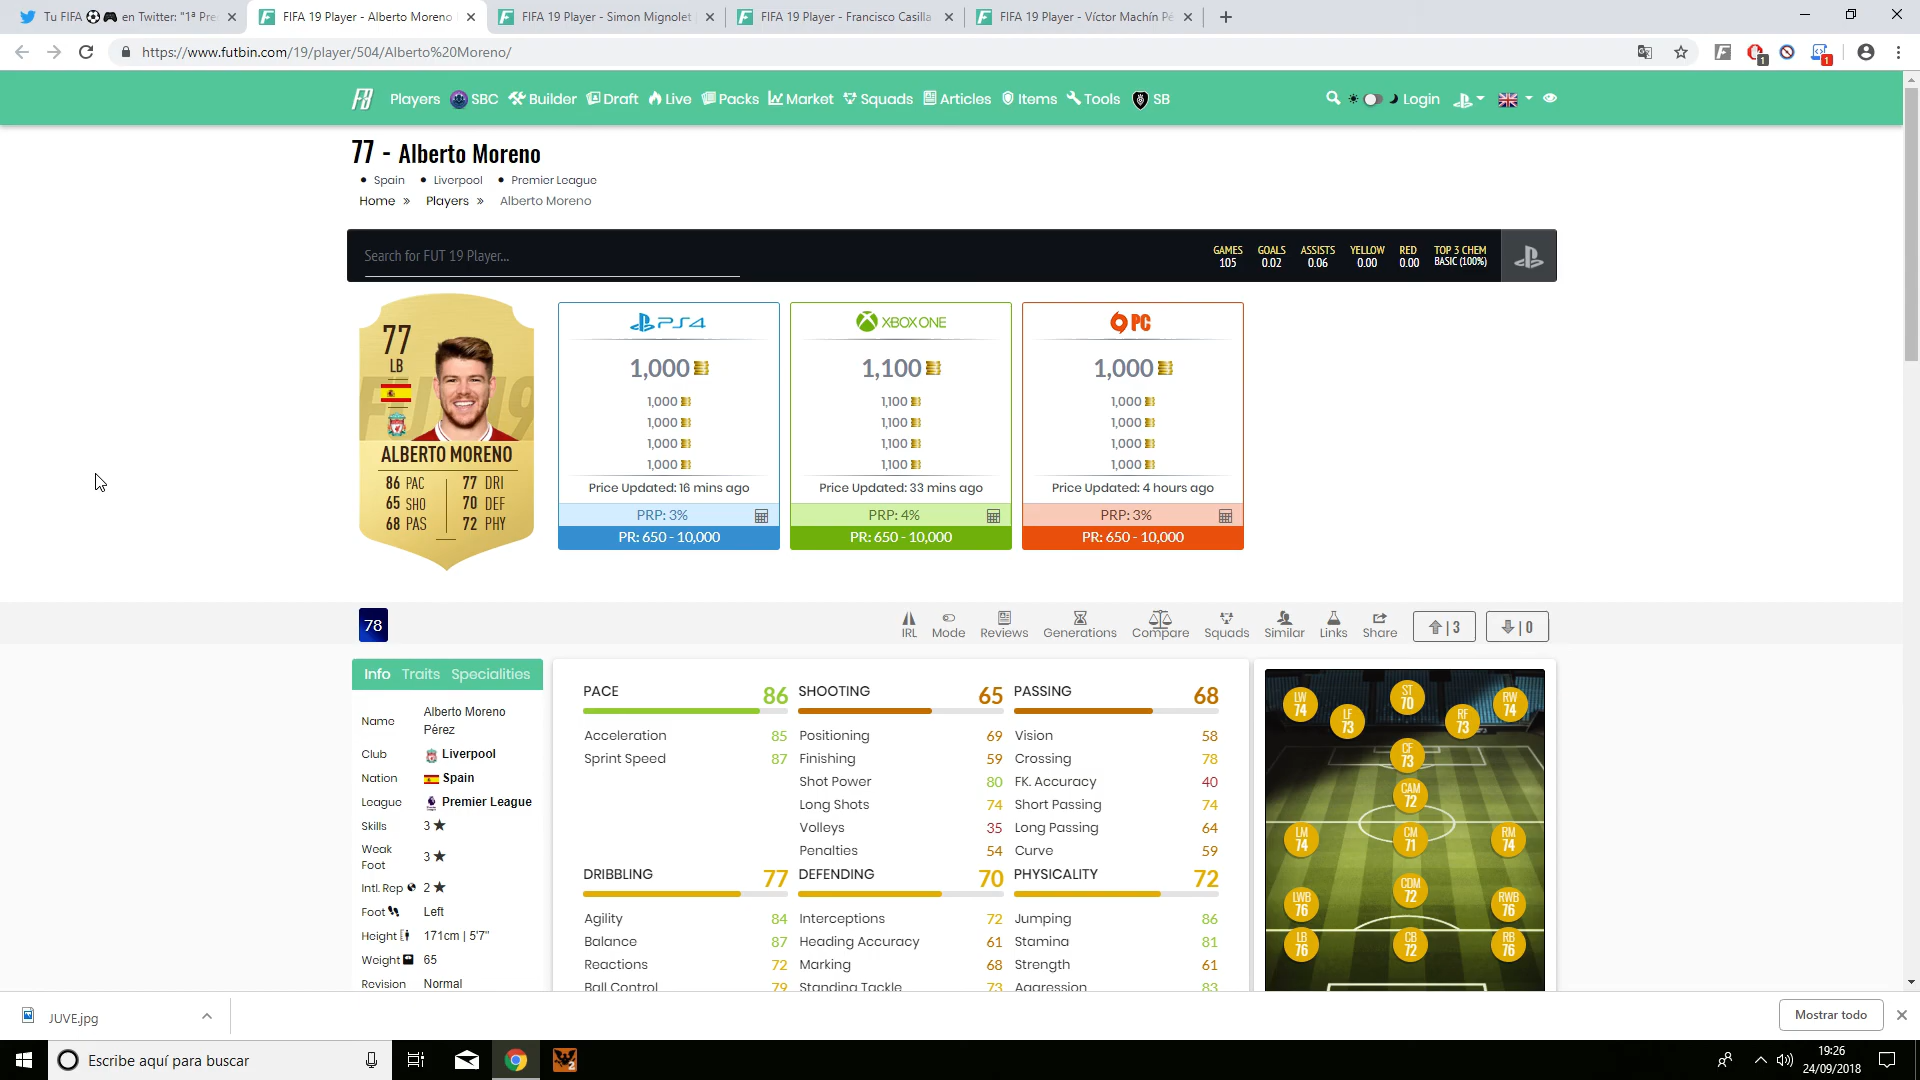 Tu FIFA ⚽🎮 en Twitter: "1ª Pre
FIFA 19 Player - Alberto Moreno
FIFA 19 Player - Simon Mignolet
FIFA 19 Player - Francisco Casilla
FIFA 19 Player - Víctor Machín Pé
https://www.futbin.com/19/player/504/Alberto%20Moreno/
Players SBC Builder Draft Live Packs Market Squads Articles Items Tools SB Login
77 - Alberto Moreno
• Spain • Liverpool • Premier League
Home » Players » Alberto Moreno
Search for FUT 19 Player...
GAMES GOALS ASSISTS YELLOW RED TOP 3 CHEM
105 0.02 0.06 0.00 0.00 BASIC (100%)
77
LB
ALBERTO MORENO
86 PAC 77 DRI
65 SHO 70 DEF
68 PAS 72 PHY
PS4
1,000
1,000
1,000
1,000
1,000
Price Updated: 16 mins ago
PRP: 3%
PR: 650 - 10,000
XBOX ONE
1,100
1,100
1,100
1,100
1,100
Price Updated: 33 mins ago
PRP: 4%
PR: 650 - 10,000
PC
1,000
1,000
1,000
1,000
1,000
Price Updated: 4 hours ago
PRP: 3%
PR: 650 - 10,000
78
IRL Mode Reviews Generations Compare Squads Similar Links Share | 3 | 0
Info Traits Specialities
Name Alberto Moreno
Pérez
Club Liverpool
Nation Spain
League Premier League
Skills 3 ★
Weak
Foot 3 ★
Intl. Rep 2 ★
Foot Left
Height 171cm | 5'7"
Weight 65
Revision Normal
PACE 86
Acceleration 85
Sprint Speed 87
SHOOTING 65
Positioning 69
Finishing 59
Shot Power 80
Long Shots 74
Volleys 35
Penalties 54
PASSING 68
Vision 58
Crossing 78
FK. Accuracy 40
Short Passing 74
Long Passing 64
Curve 59
DRIBBLING 77
Agility 84
Balance 87
Reactions 72
Ball Control 79
DEFENDING 70
Interceptions 72
Heading Accuracy 61
Marking 68
Standing Tackle 73
PHYSICALITY 72
Jumping 86
Stamina 81
Strength 61
Aggression 83
LW 74
ST 70
RW 74
LF 73
RF 73
CF 73
CAM 72
LM 74
CM 71
RM 74
CDM 72
LWB 76
RWB 76
LB 76
CB 72
RB 76
JUVE.jpg
Mostrar todo
Escribe aquí para buscar
19:26
24/09/2018